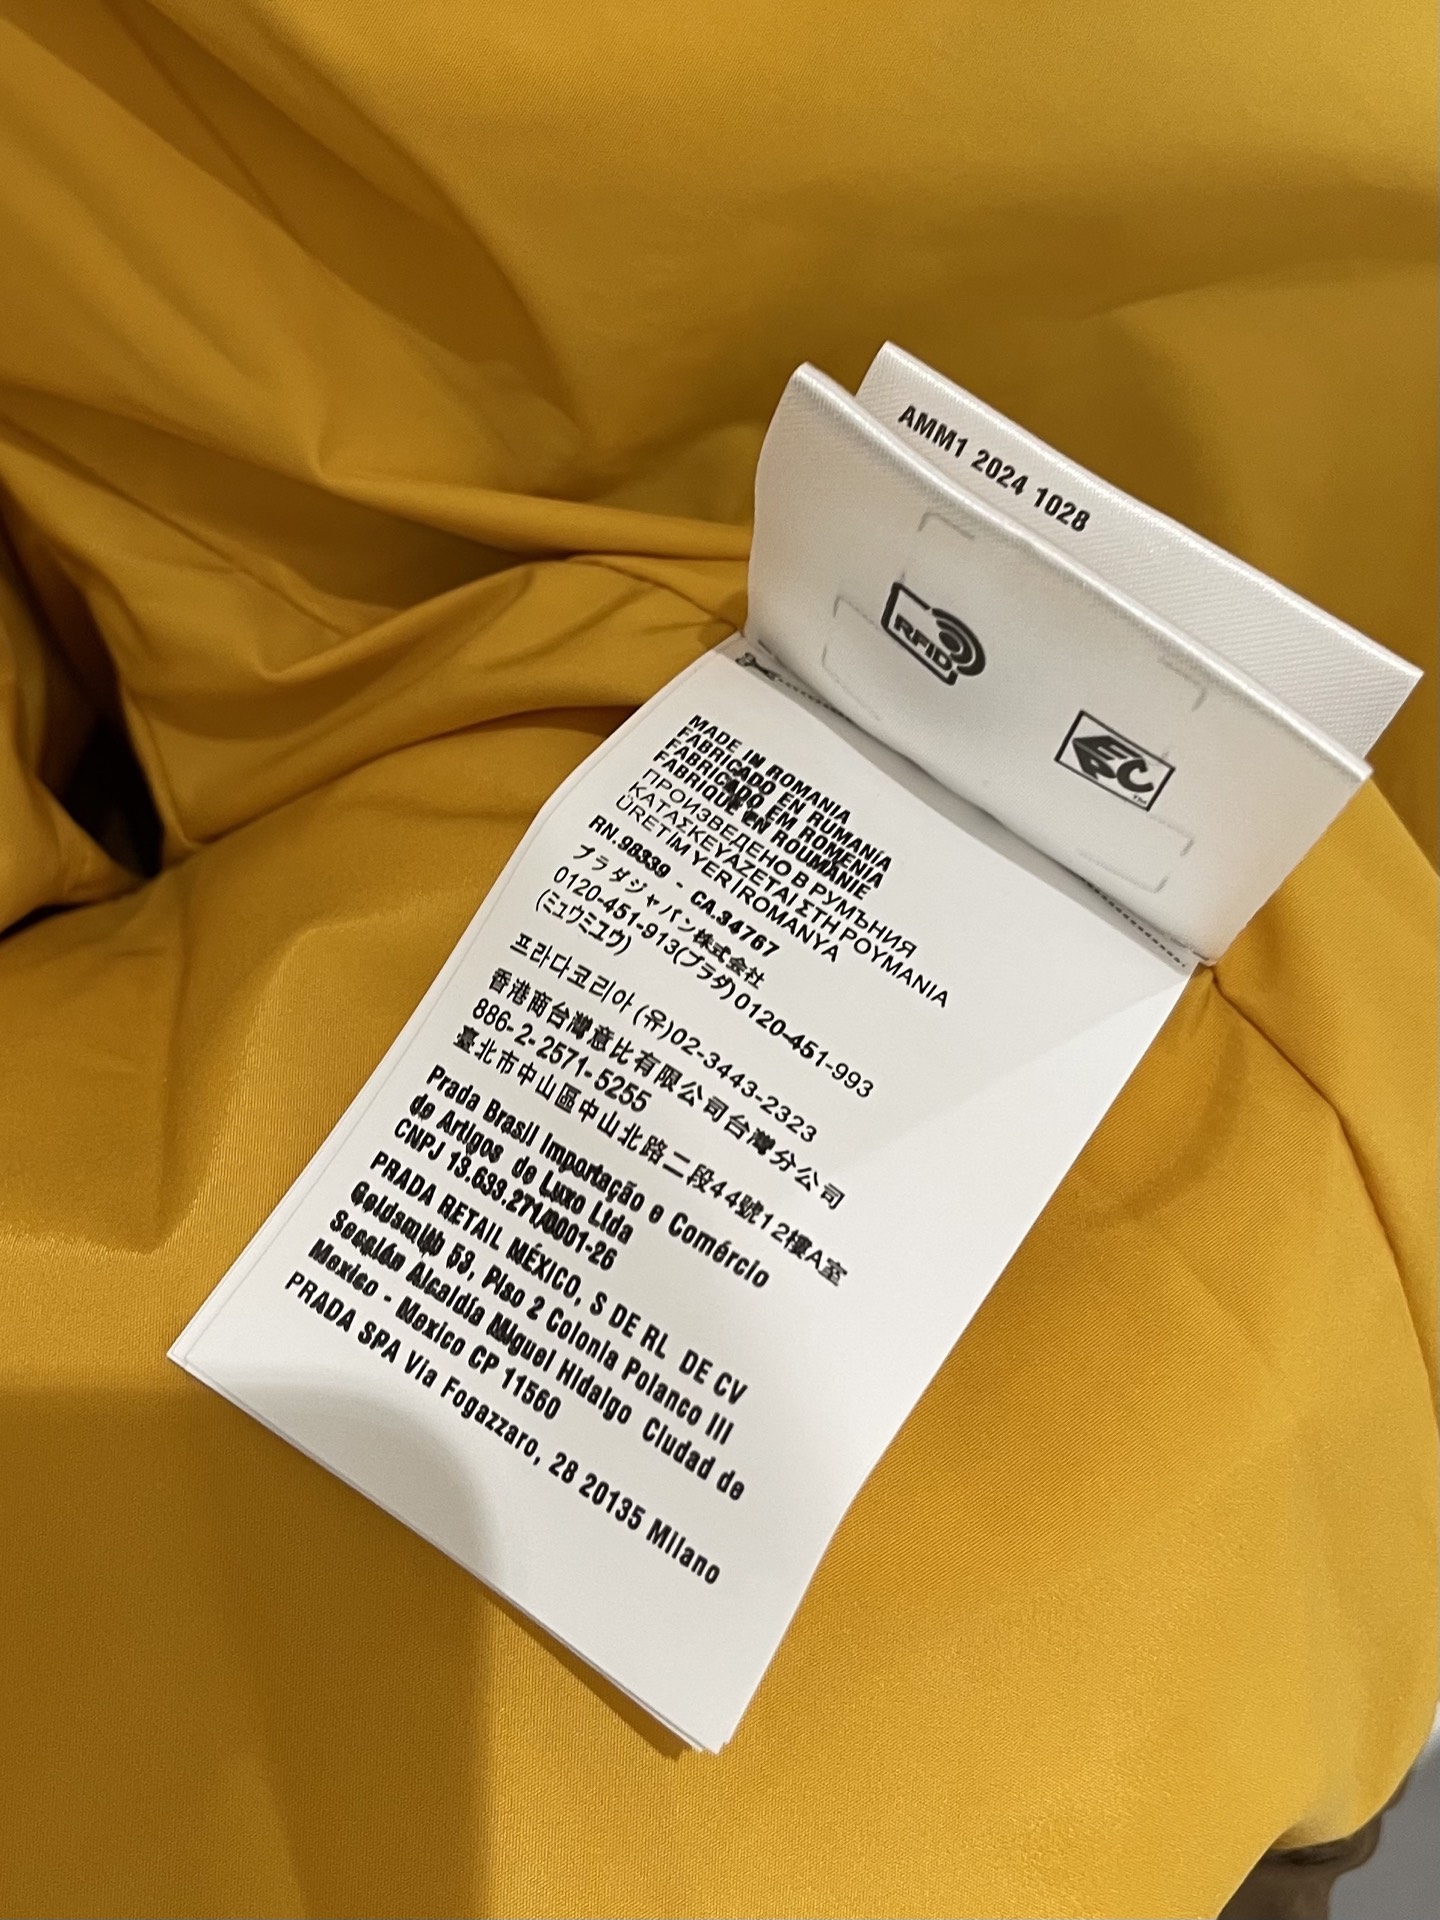 AMM1 2024 1028
RFID
EPC
TM
MADE IN ROMANIA
FABRICADO EN RUMANÍA
FABRICADO EM ROMENIA
FABRIQUE EN ROUMANIE
ПРОИЗВЕДЕНО В РУМЪНИЯ
ΚΑΤΑΣΚΕΥΑΖΕΤΑΙ ΣΤΗ ΡΟΥΜΑΝΙΑ
ÜRETİM YERİ ROMANYA
RN.98339 - CA.34767
プラダジャパン株式会社
0120-451-913(プラダ) 0120-451-993
(ミュウミュウ)
프라다코리아 (유)02-3443-2323
香港商台灣意比有限公司台灣分公司
886-2-2571-5255
臺北市中山區中山北路二段44號12樓A室
Prada Brasil Importação e Comércio
de Artigos de Luxo Ltda
CNPJ 13.633.271/0001-26
PRADA RETAIL MÉXICO, S DE RL DE CV
Goldsmith 53, Piso 2 Colonia Polanco III
Sección Alcaldía Miguel Hidalgo Ciudad de
Mexico - Mexico CP 11560
PRADA SPA Via Fogazzaro, 28 20135 Milano